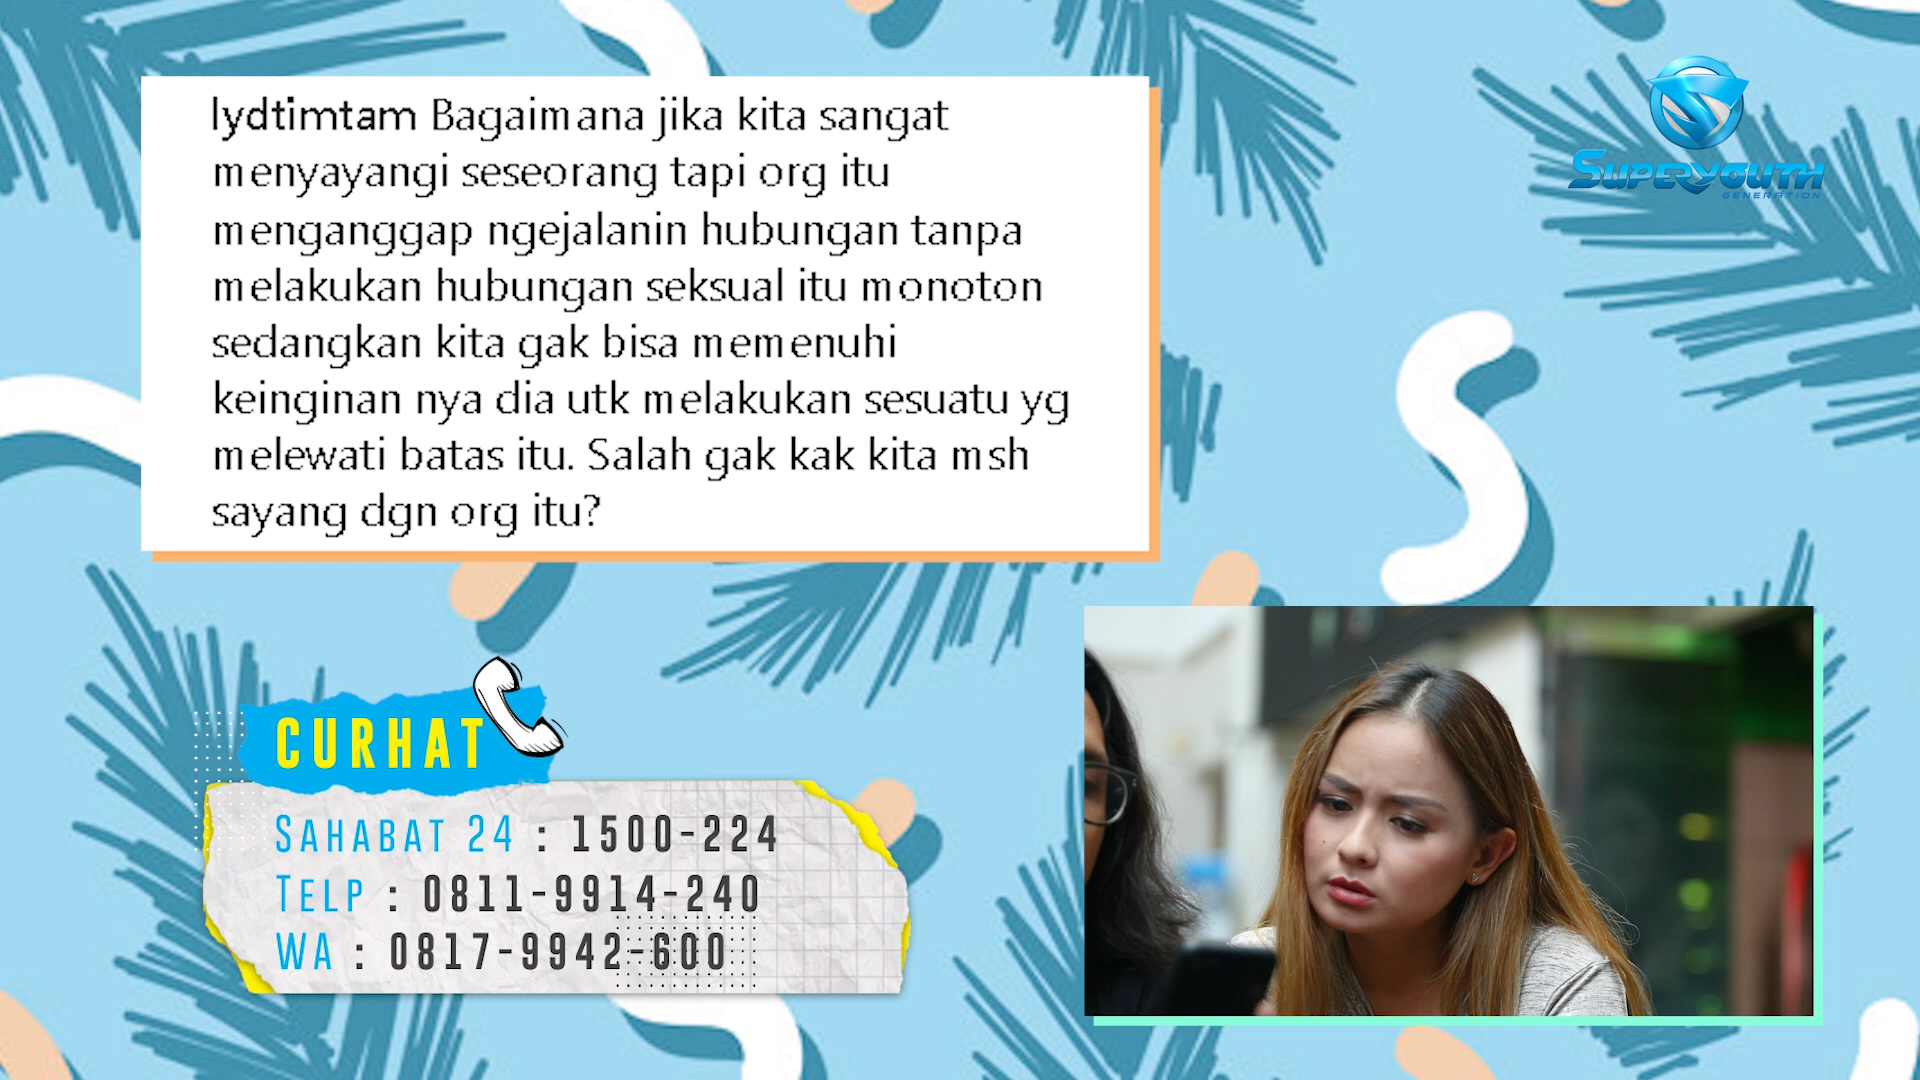 lydtimtam Bagaimana jika kita sangat
menyayangi seseorang tapi org itu
menganggap ngejalanin hubungan tanpa
melakukan hubungan seksual itu monoton
sedangkan kita gak bisa memenuhi
keinginan nya dia utk melakukan sesuatu yg
melewati batas itu. Salah gak kak kita msh
sayang dgn org itu?
SUPERYOUTH
GENERATION
CURHAT
SAHABAT 24 : 1500-224
TELP : 0811-9914-240
WA : 0817-9942-600